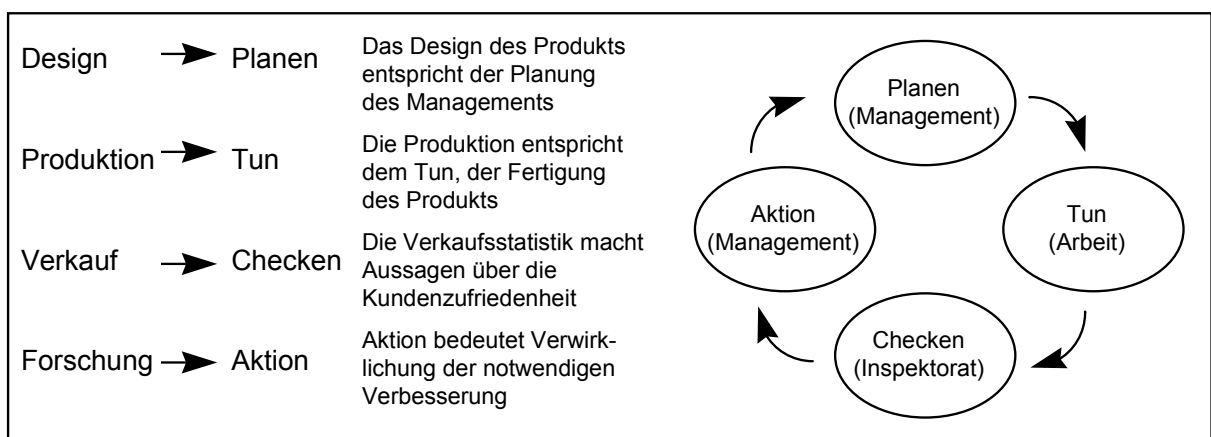 Design Planen Das Design des Produkts
entspricht der Planung
des Managements
Produktion Tun Die Produktion entspricht
dem Tun, der Fertigung
des Produkts
Verkauf Checken Die Verkaufsstatistik macht
Aussagen über die
Kundenzufriedenheit
Forschung Aktion Aktion bedeutet Verwirk-
lichung der notwendigen
Verbesserung
Planen
(Management)
Tun
(Arbeit)
Checken
(Inspektorat)
Aktion
(Management)